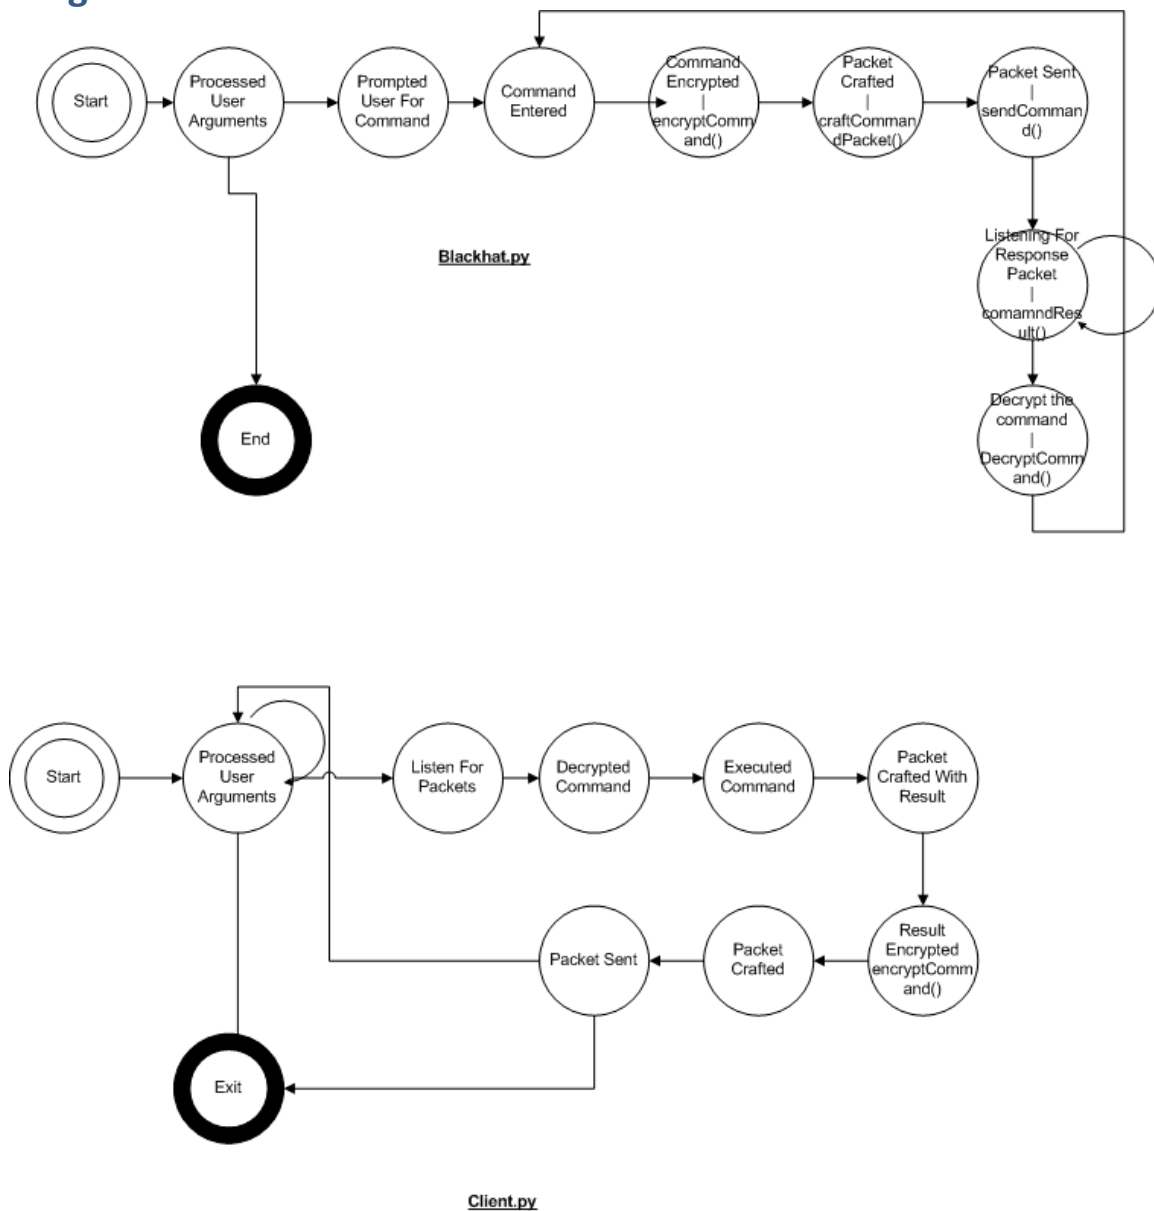 Start
Processed
User
Arguments
Prompted
User For
Command
Command
Entered
Command
Encrypted
|
encryptComm
and()
Packet
Crafted
|
craftComman
dPacket()
Packet Sent
|
sendComman
d()
Listening For
Response
Packet
|
comamndRes
ult()
Decrypt the
command
|
DecryptComm
and()
End
Blackhat.py
Start
Processed
User
Arguments
Listen For
Packets
Decrypted
Command
Executed
Command
Packet
Crafted With
Result
Result
Encrypted
encryptComm
and()
Packet
Crafted
Packet Sent
Exit
Client.py